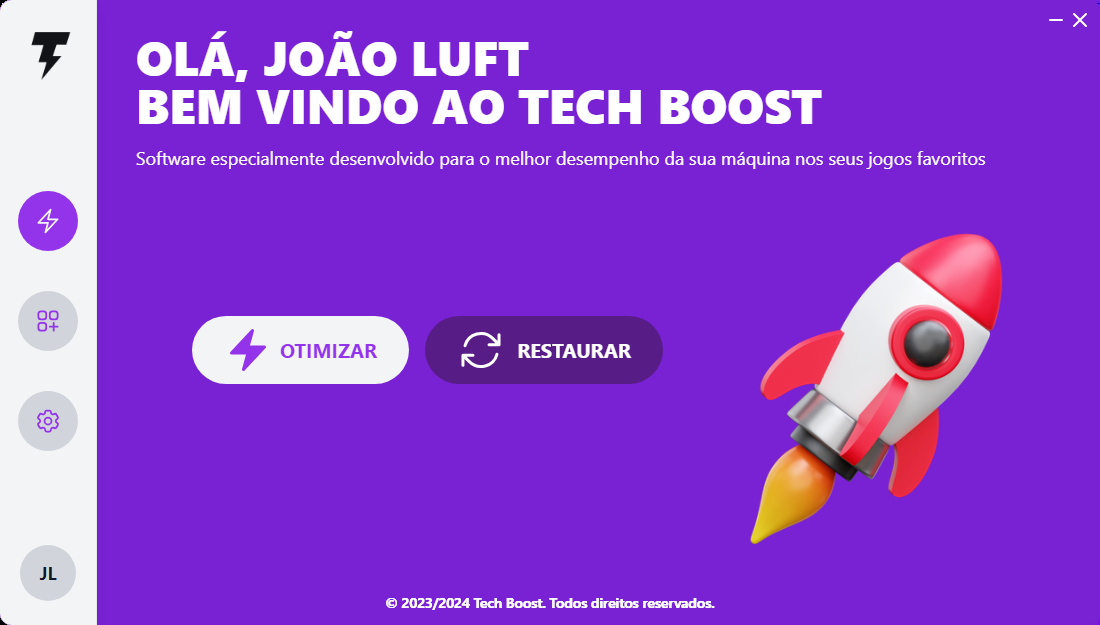 OLÁ, JOÃO LUFT
BEM VINDO AO TECH BOOST
Software especialmente desenvolvido para o melhor desempenho da sua máquina nos seus jogos favoritos
OTIMIZAR
RESTAURAR
JL
© 2023/2024 Tech Boost. Todos direitos reservados.